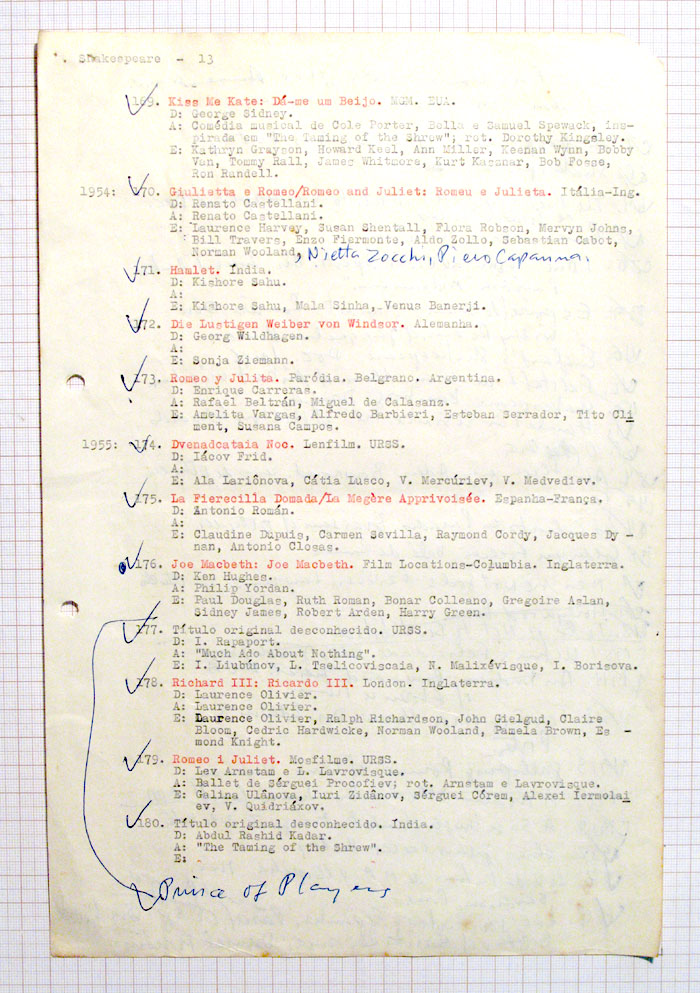 Shakespeare - 13
169. Kiss Me Kate: Dá-me um Beijo. MGM. EUA.
D: George Sidney.
A: Comédia musical de Cole Porter, Bella e Samuel Spewack, ins-
pirada em "The Taming of the Shrew"; rot. Dorothy Kingsley.
E: Kathryn Grayson, Howard Keel, Ann Miller, Keenan Wynn, Bobby
Van, Tommy Rall, James Whitmore, Kurt Kasznar, Bob Fosse,
Ron Randell.
1954: 170. Giulietta e Romeo/Romeo and Juliet: Romeu e Julieta. Itália-Ing.
D: Renato Castellani.
A: Renato Castellani.
E: Laurence Harvey, Susan Shentall, Flora Robson, Mervyn Johns,
Bill Travers, Enzo Fiermonte, Aldo Zollo, Sebastian Cabot,
Norman Wooland, Nietta Zocchi, Piero Capanna.
171. Hamlet. Índia.
D: Kishore Sahu.
A:
E: Kishore Sahu, Mala Sinha, Venus Banerji.
172. Die Lustigen Weiber von Windsor. Alemanha.
D: Georg Wildhagen.
A:
E: Sonja Ziemann.
173. Romeo y Julita. Paródia. Belgrano. Argentina.
D: Enrique Carreras.
A: Rafael Beltrán, Miguel de Calasanz.
E: Amelita Vargas, Alfredo Barbieri, Esteban Serrador, Tito Cli
ment, Susana Campos.
1955: 174. Dvenadcataia Noc. Lenfilm. URSS.
D: Iácov Frid.
A:
E: Ala Lariônova, Cátia Lusco, V. Mercúriev, V. Medvediev.
175. La Fierecilla Domada/La Megère Apprivoisée. Espanha-França.
D: Antonio Román.
A:
E: Claudine Dupuis, Carmen Sevilla, Raymond Cordy, Jacques Dy -
nan, Antonio Closas.
176. Joe Macbeth: Joe Macbeth. Film Locations-Columbia. Inglaterra.
D: Ken Hughes.
A: Philip Yordan.
E: Paul Douglas, Ruth Roman, Bonar Colleano, Gregoire Aslan,
Sidney James, Robert Arden, Harry Green.
177. Título original desconhecido. URSS.
D: I. Rapaport.
A: "Much Ado About Nothing".
E: I. Liubúnov, L. Tselicoviscaia, N. Malixévisque, I. Borisova.
178. Richard III: Ricardo III. London. Inglaterra.
D: Laurence Olivier.
A: Laurence Olivier.
E: Laurence Olivier, Ralph Richardson, John Gielgud, Claire
Bloom, Cedric Hardwicke, Norman Wooland, Pamela Brown, Es -
mond Knight.
179. Romeo i Juliet. Mosfilme. URSS.
D: Lev Arnstam e L. Lavrovisque.
A: Ballet de Sérguei Procofiev; rot. Arnstam e Lavrovisque.
E: Galina Ulânova, Iuri Zidânov, Sérguei Córem, Alexei Iermolai
ev, V. Quidriáxov.
180. Título original desconhecido. Índia.
D: Abdul Rashid Kadar.
A: "The Taming of the Shrew".
E:
Prince of Players